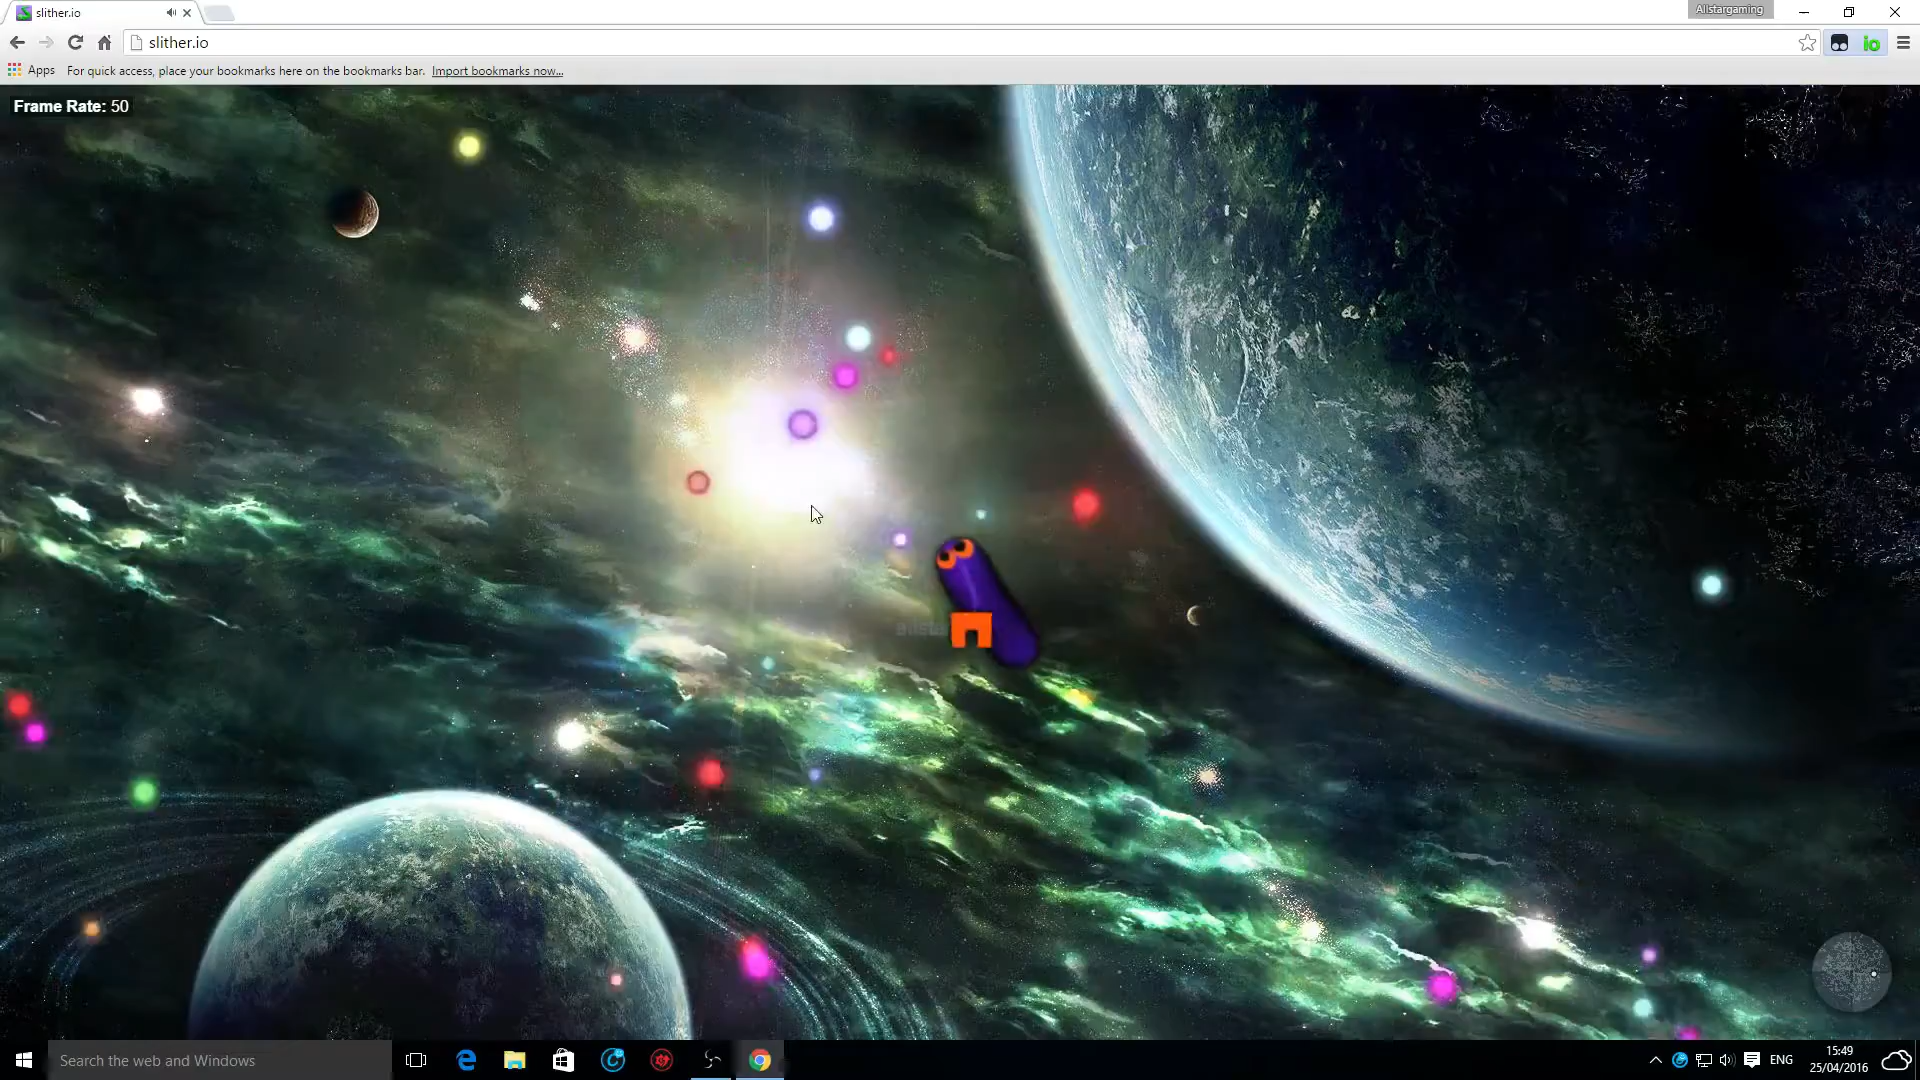 slither.io
Allstargaming
slither.io
io
Apps
For quick access, place your bookmarks here on the bookmarks bar. Import bookmarks now...
Frame Rate: 50
Search the web and Windows
ENG
15:49
25/04/2016